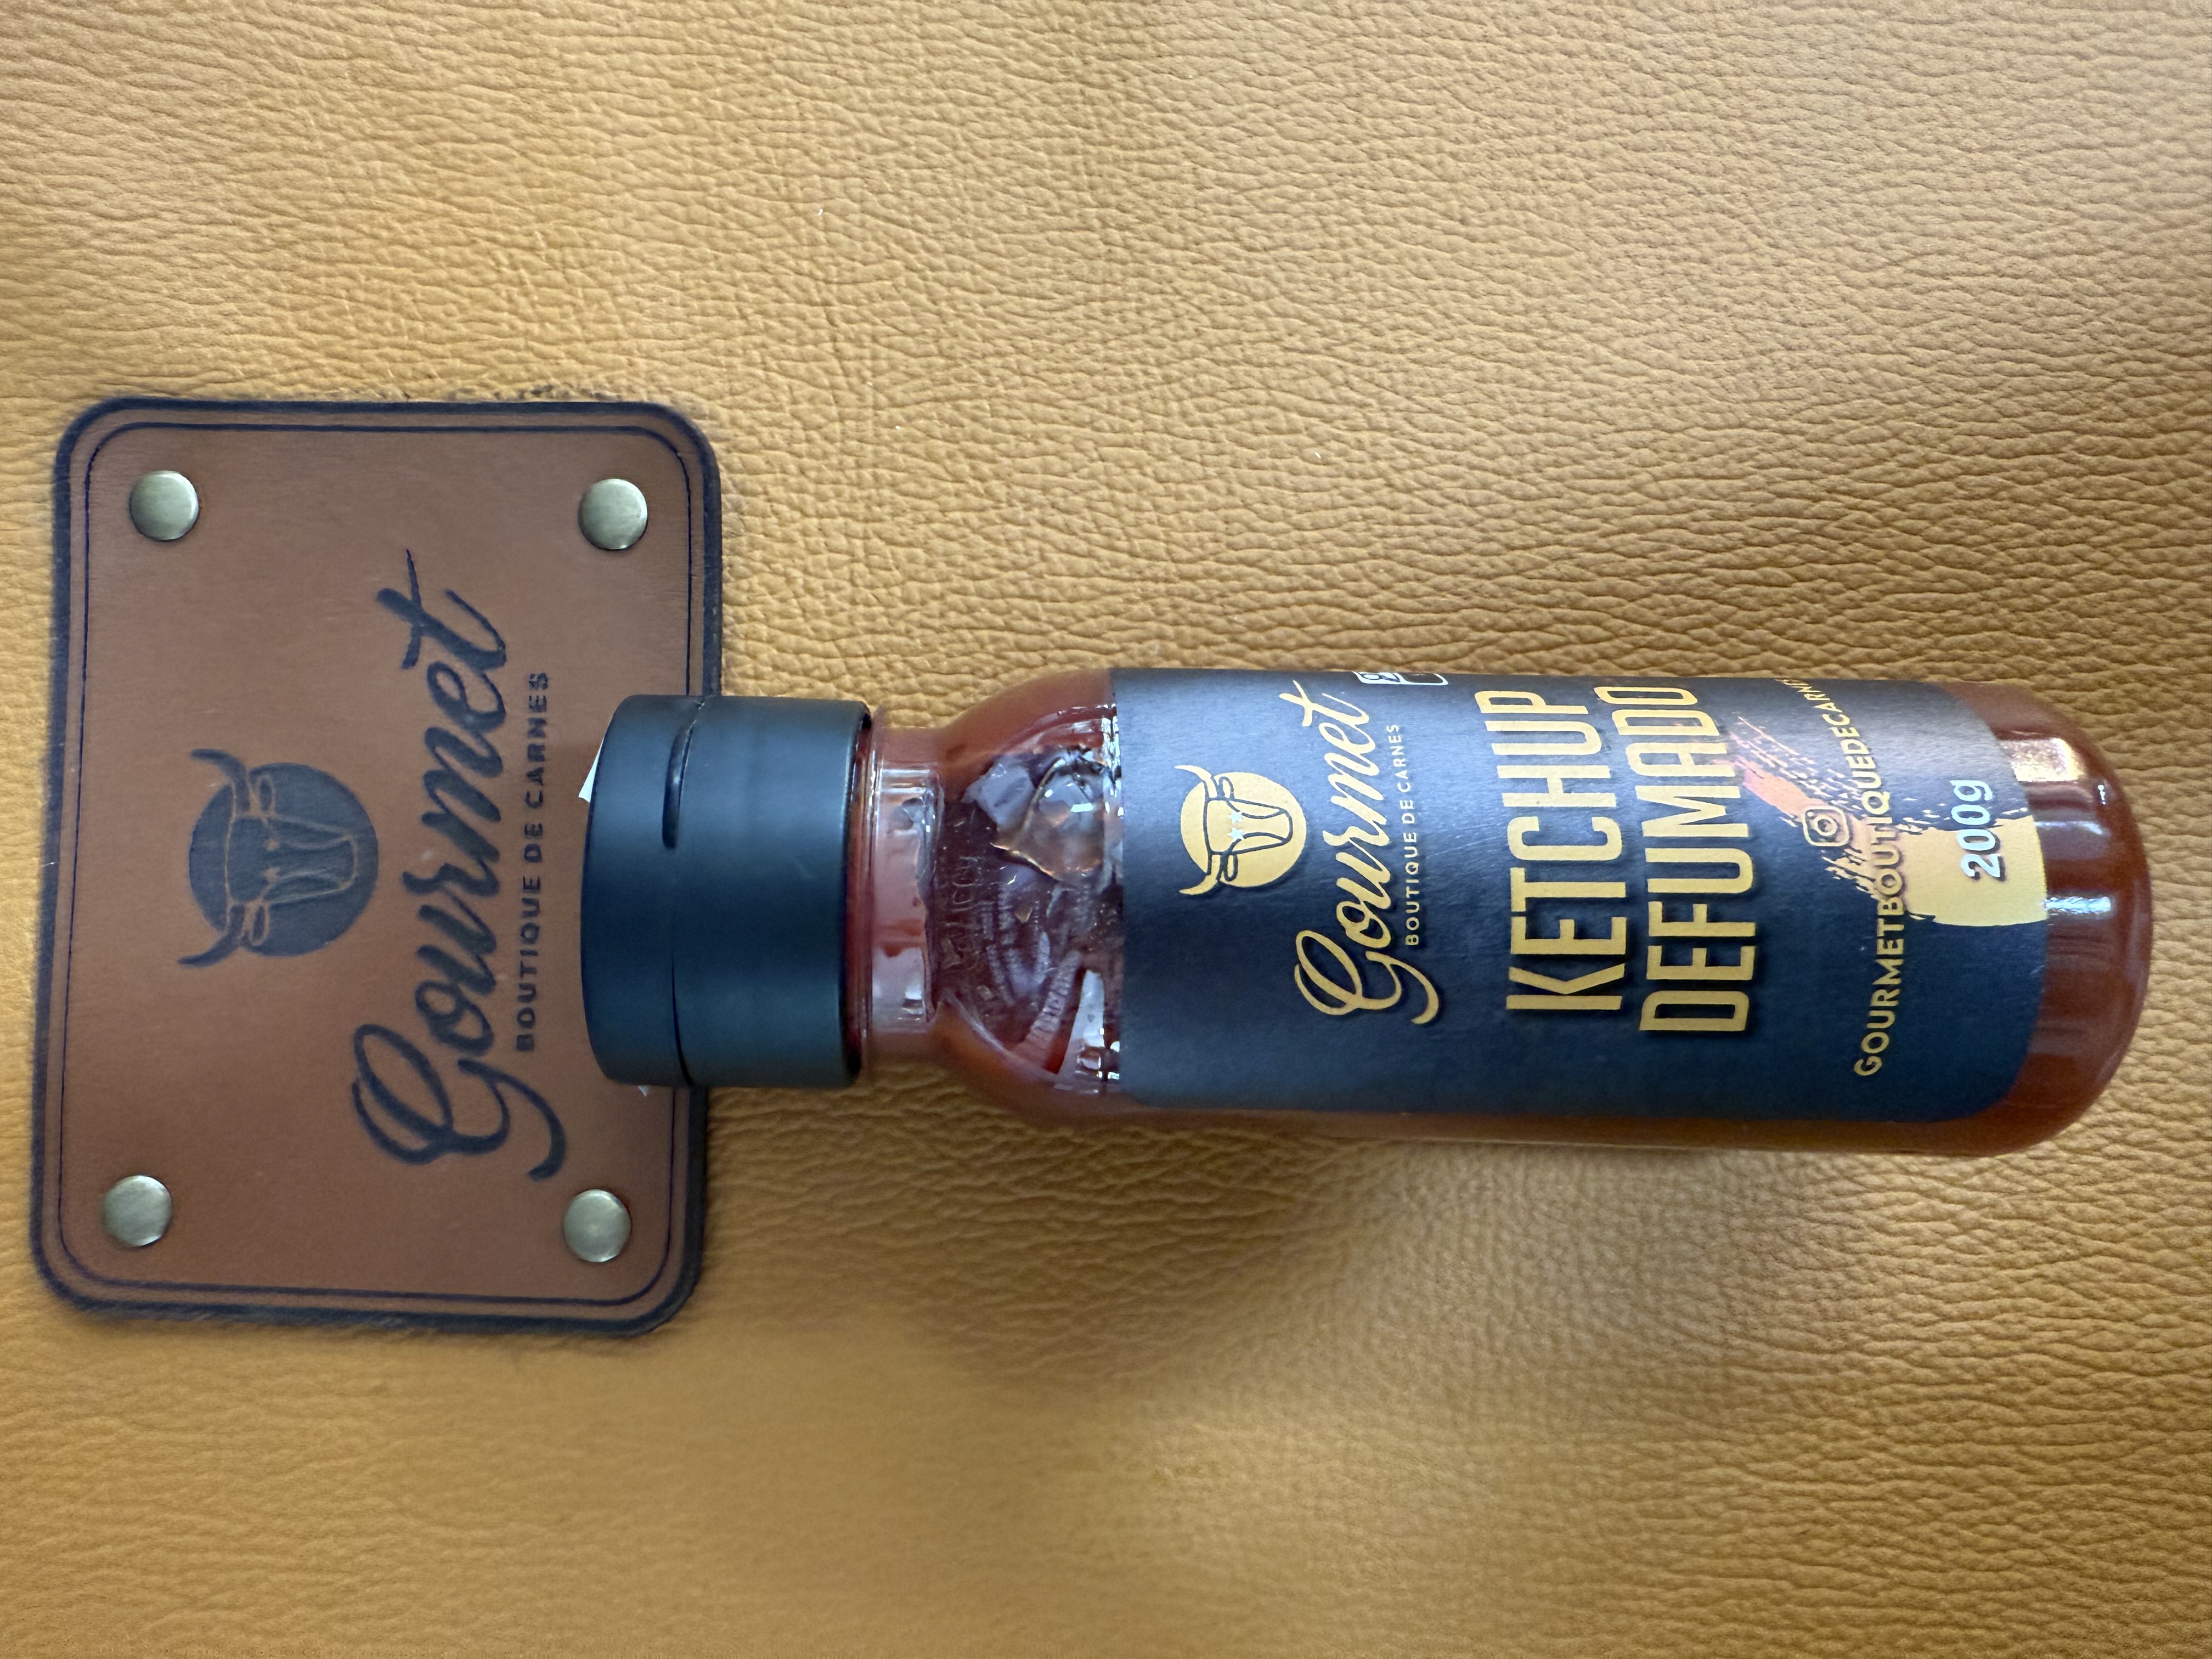 Gourmet
BOUTIQUE DE CARNES
Gourmet
BOUTIQUE DE CARNES
KETCHUP
DEFUMADO
GOURMETBOUTIQUEDECARNES
200g